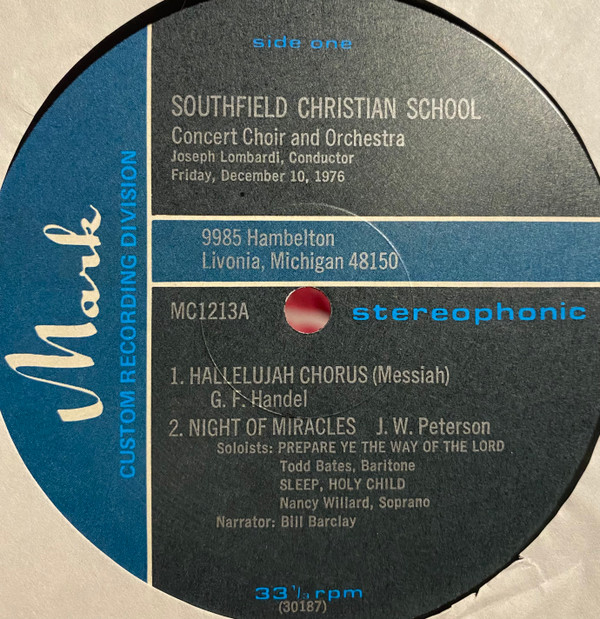 side one
SOUTHFIELD CHRISTIAN SCHOOL
Concert Choir and Orchestra
Joseph Lombardi, Conductor
Friday, December 10, 1976
Mark
CUSTOM RECORDING DIVISION
9985 Hambelton
Livonia, Michigan 48150
MC1213A
stereophonic
1. HALLELUJAH CHORUS (Messiah)
G. F. Handel
2. NIGHT OF MIRACLES J. W. Peterson
Soloists: PREPARE YE THE WAY OF THE LORD
Todd Bates, Baritone
SLEEP, HOLY CHILD
Nancy Willard, Soprano
Narrator: Bill Barclay
33 1/3 rpm
(30187)